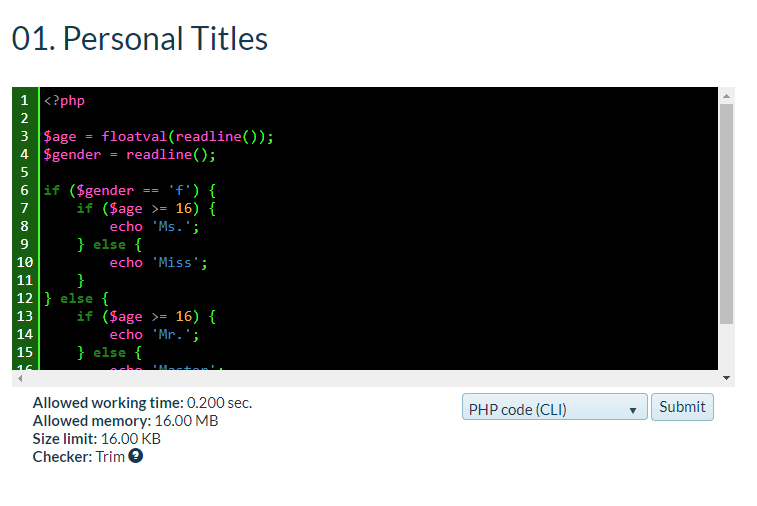 01. Personal Titles
1 <?php
2
3 $age = floatval(readline());
4 $gender = readline();
5
6 if ($gender == 'f') {
7     if ($age >= 16) {
8         echo 'Ms.';
9     } else {
10         echo 'Miss';
11     }
12 } else {
13     if ($age >= 16) {
14         echo 'Mr.';
15     } else {
16         echo 'Master';
Allowed working time: 0.200 sec.
PHP code (CLI) ▼ Submit
Allowed memory: 16.00 MB
Size limit: 16.00 KB
Checker: Trim ?